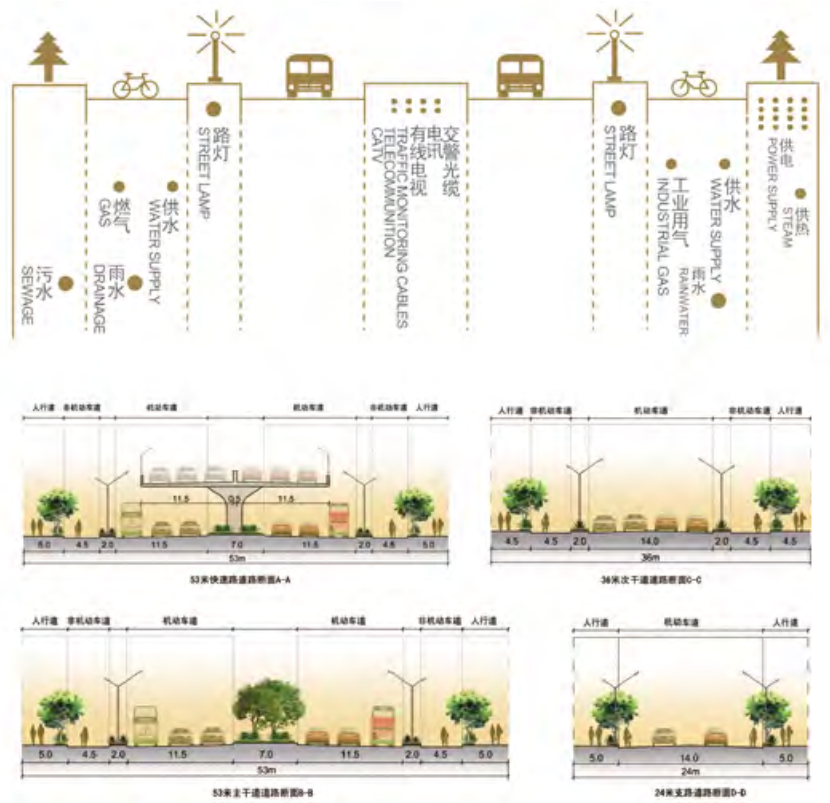 污水
SEWAGE
燃气
GAS
雨水
DRAINAGE
供水
WATER SUPPLY
路灯
STREET LAMP
交警光缆
电讯
有线电视
TRAFFIC MONITORING CABLES
TELECOMMUNITION
CATV
路灯
STREET LAMP
工业用气
INDUSTRIAL GAS
供水
WATER SUPPLY
雨水
RAINWATER
供电
POWER SUPPLY
供热
STEAM
人行道 非机动车道 机动车道 机动车道 非机动车道 人行道
11.5 0.5 11.5
5.0 4.5 2.0 11.5 7.0 11.5 2.0 4.5 5.0
53m
53米快速路道路断面A-A
人行道 非机动车道 机动车道 非机动车道 人行道
4.5 4.5 2.0 14.0 2.0 4.5 4.5
36m
36米次干道道路断面C-C
人行道 非机动车道 机动车道 机动车道 非机动车道 人行道
5.0 4.5 2.0 11.5 7.0 11.5 2.0 4.5 5.0
53m
53米主干道道路断面B-B
人行道 机动车道 人行道
5.0 14.0 5.0
24m
24米支路道路断面D-D